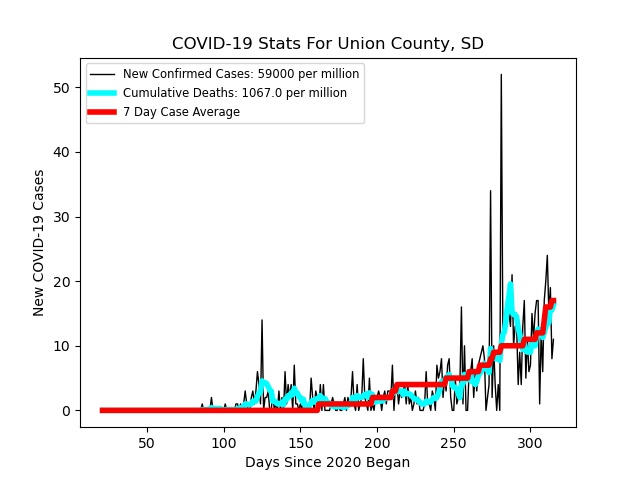 COVID-19 Stats For Union County, SD
New Confirmed Cases: 59000 per million
Cumulative Deaths: 1067.0 per million
7 Day Case Average
New COVID-19 Cases
50
40
30
20
10
0
50 100 150 200 250 300
Days Since 2020 Began